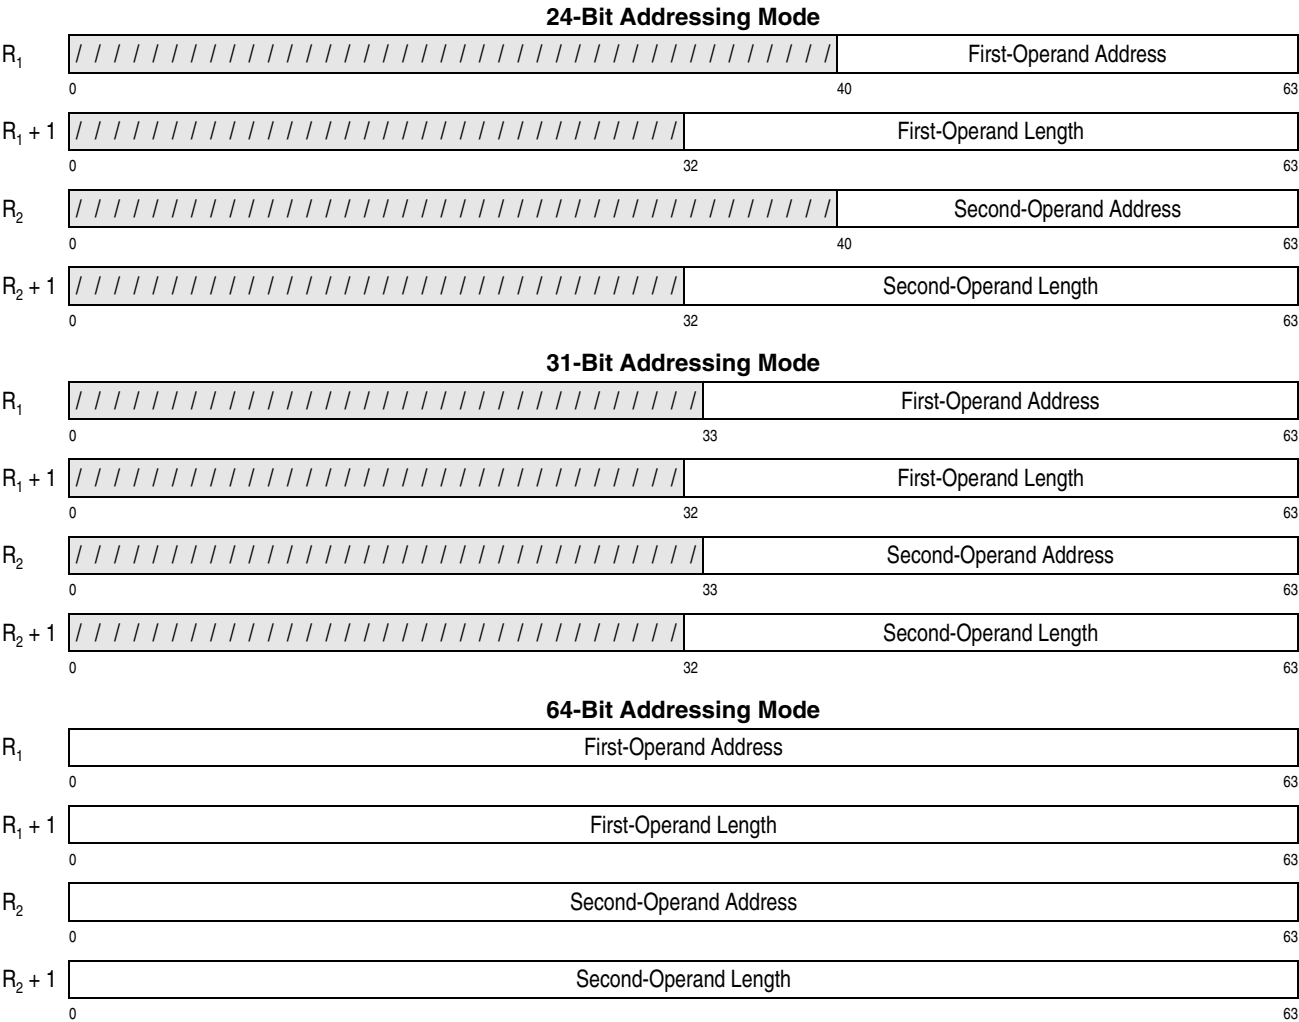 24-Bit Addressing Mode
R₁ / / / / / / / / / / / / / / / / / / / / / / / / / / / / / / / / / / / / / / / / First-Operand Address
0 40 63
R₁ + 1 / / / / / / / / / / / / / / / / / / / / / / / / / / / / / / / / First-Operand Length
0 32 63
R₂ / / / / / / / / / / / / / / / / / / / / / / / / / / / / / / / / / / / / / / / / Second-Operand Address
0 40 63
R₂ + 1 / / / / / / / / / / / / / / / / / / / / / / / / / / / / / / / / Second-Operand Length
0 32 63
31-Bit Addressing Mode
R₁ / / / / / / / / / / / / / / / / / / / / / / / / / / / / / / / / / First-Operand Address
0 33 63
R₁ + 1 / / / / / / / / / / / / / / / / / / / / / / / / / / / / / / / / First-Operand Length
0 32 63
R₂ / / / / / / / / / / / / / / / / / / / / / / / / / / / / / / / / / Second-Operand Address
0 33 63
R₂ + 1 / / / / / / / / / / / / / / / / / / / / / / / / / / / / / / / / Second-Operand Length
0 32 63
64-Bit Addressing Mode
R₁ First-Operand Address
0 63
R₁ + 1 First-Operand Length
0 63
R₂ Second-Operand Address
0 63
R₂ + 1 Second-Operand Length
0 63